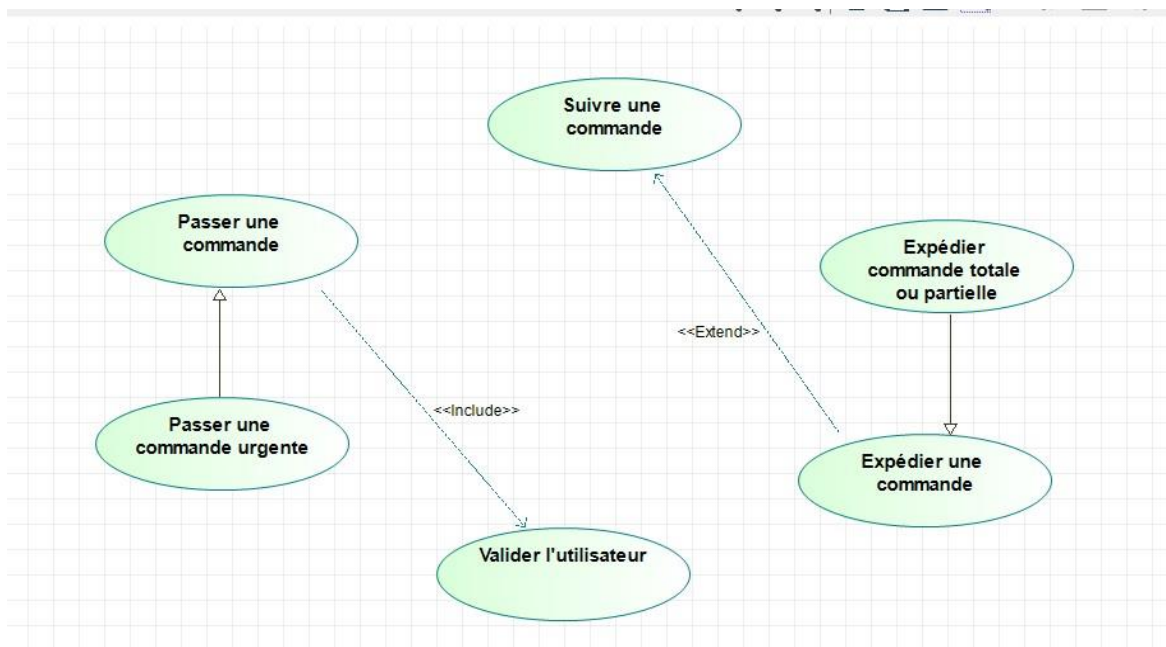 Suivre une
commande
Passer une
commande
Expédier
commande totale
ou partielle
<<Extend>>
<<Include>>
Passer une
commande urgente
Expédier une
commande
Valider l'utilisateur